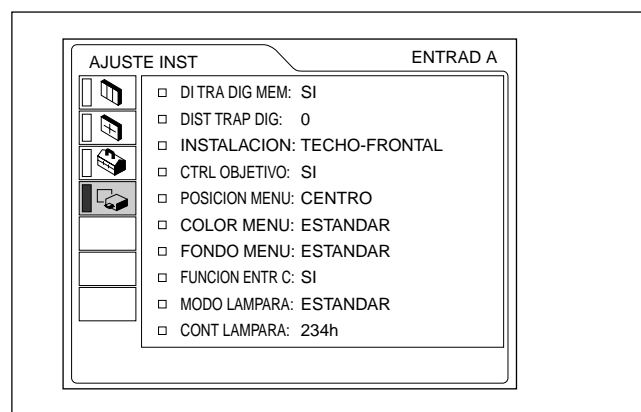 AJUSTE INST ENTRAD A
DI TRA DIG MEM: SI
DIST TRAP DIG: 0
INSTALACION: TECHO-FRONTAL
CTRL OBJETIVO: SI
POSICION MENU: CENTRO
COLOR MENU: ESTANDAR
FONDO MENU: ESTANDAR
FUNCION ENTR C: SI
MODO LAMPARA: ESTANDAR
CONT LAMPARA: 234h